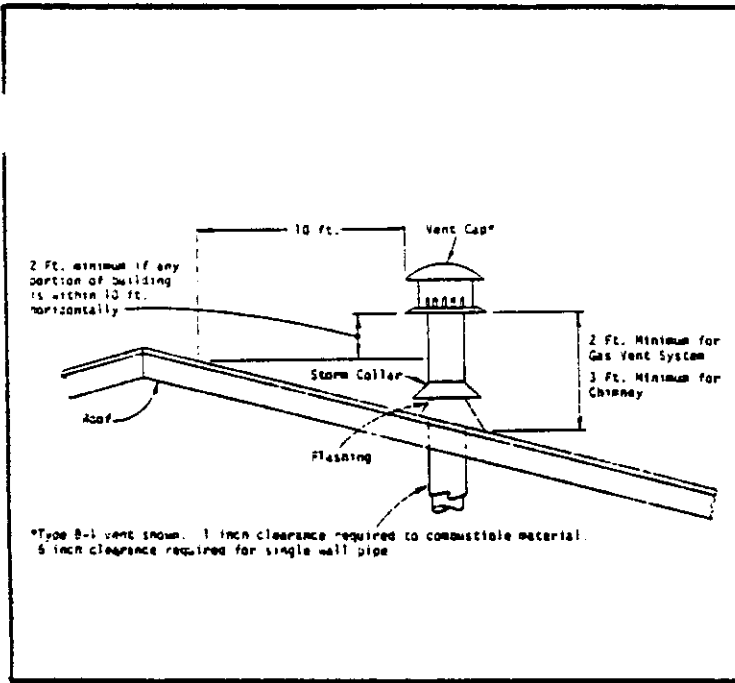 10 ft.
Vent Cap*
2 Ft. minimum if any
portion of building
is within 10 ft.
horizontally
2 Ft. Minimum for
Gas Vent System
3 Ft. Minimum for
Chimney
Storm Collar
Roof
Flashing
*Type B-1 vent shown. 1 inch clearance required to combustible material.
6 inch clearance required for single wall pipe